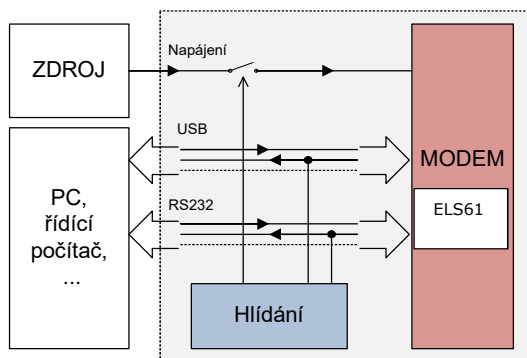 ZDROJ
Napájení
USB
MODEM
ELS61
PC,
řídící
počítač,
...
RS232
Hlídání